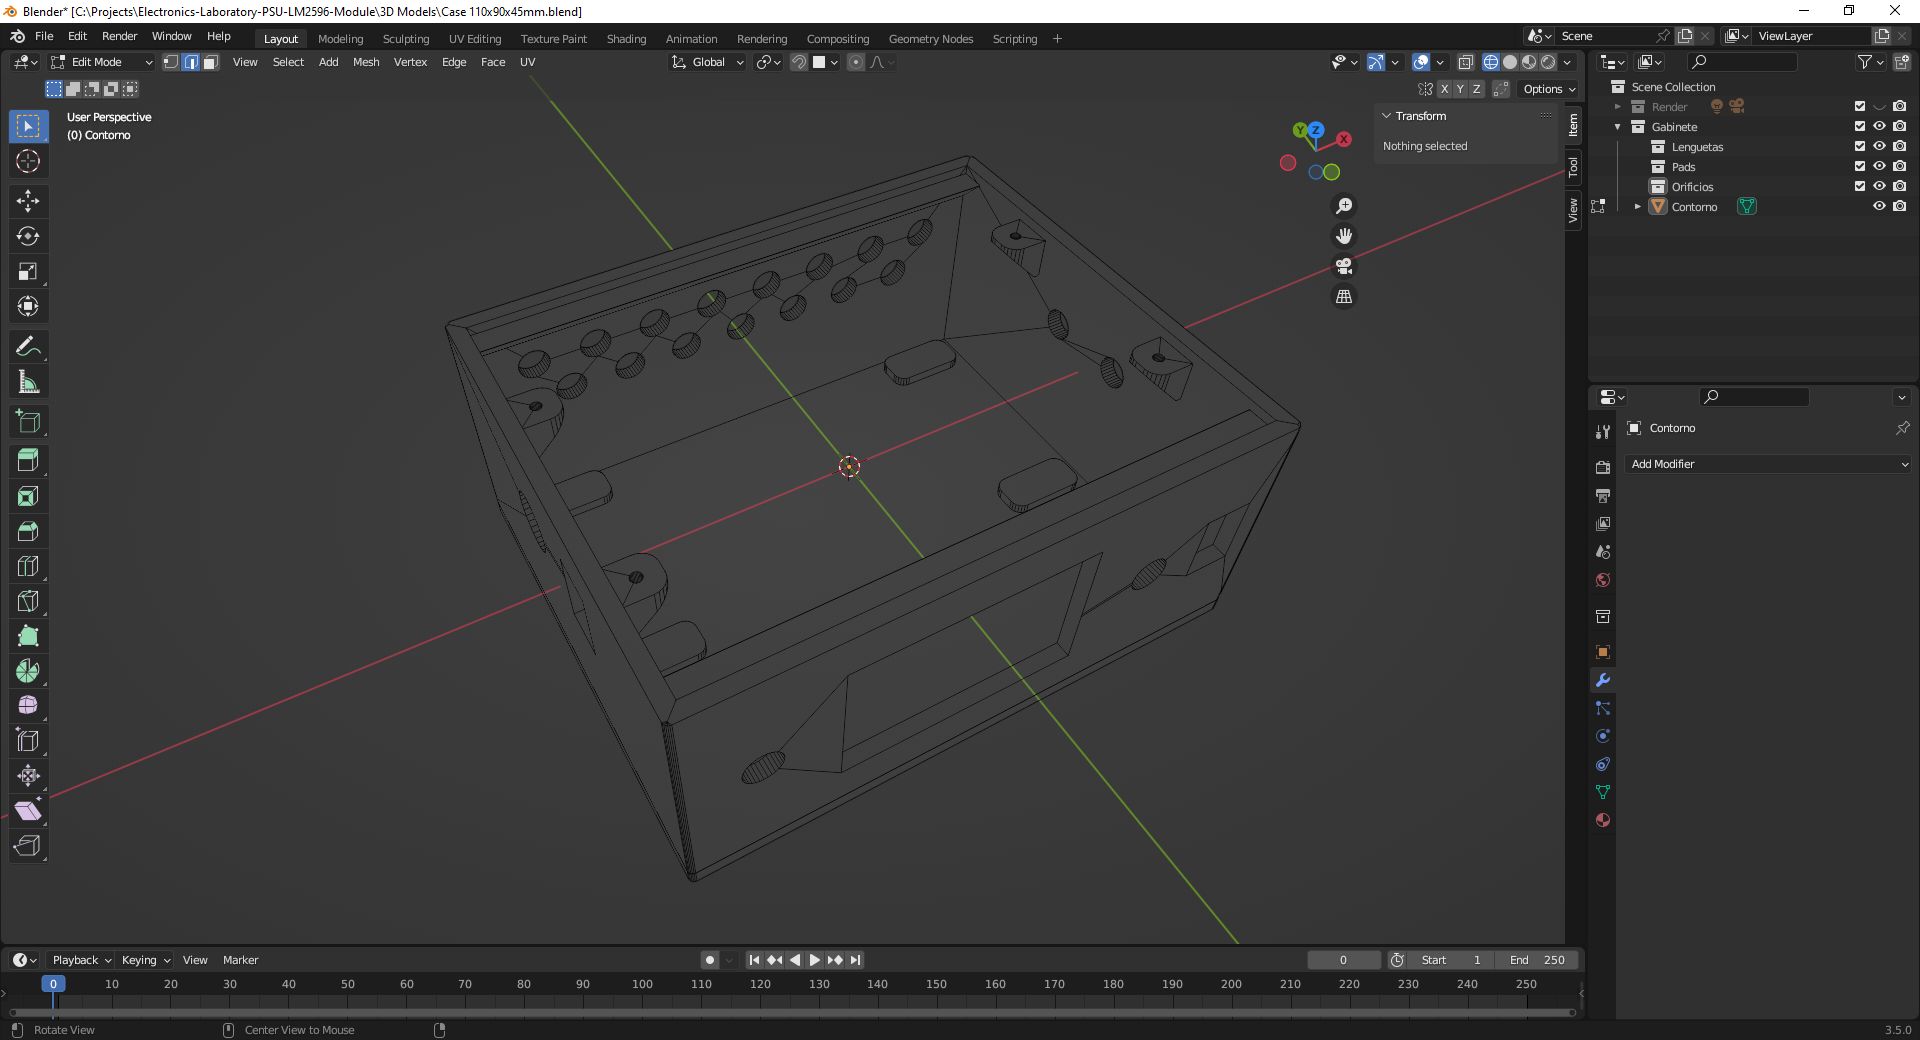 Blender* [C:\Projects\Electronics-Laboratory-PSU-LM2596-Module\3D Models\Case 110x90x45mm.blend]
File Edit Render Window Help Layout Modeling Sculpting UV Editing Texture Paint Shading Animation Rendering Compositing Geometry Nodes Scripting + Scene ViewLayer
Edit Mode View Select Add Mesh Vertex Edge Face UV Global
X Y Z Options
User Perspective
(0) Contorno
Transform
Nothing selected
Item
Tool
View
X
Y
Z
Scene Collection
Render
Gabinete
Lenguetas
Pads
Orificios
Contorno
Contorno
Add Modifier
Playback Keying View Marker 0 Start 1 End 250
0 10 20 30 40 50 60 70 80 90 100 110 120 130 140 150 160 170 180 190 200 210 220 230 240 250
Rotate View Center View to Mouse 3.5.0